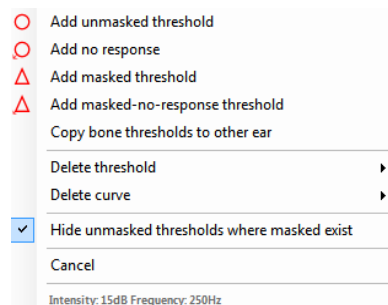 Add unmasked threshold
Add no response
Add masked threshold
Add masked-no-response threshold
Copy bone thresholds to other ear
Delete threshold
Delete curve
Hide unmasked thresholds where masked exist
Cancel
Intensity: 15dB Frequency: 250Hz